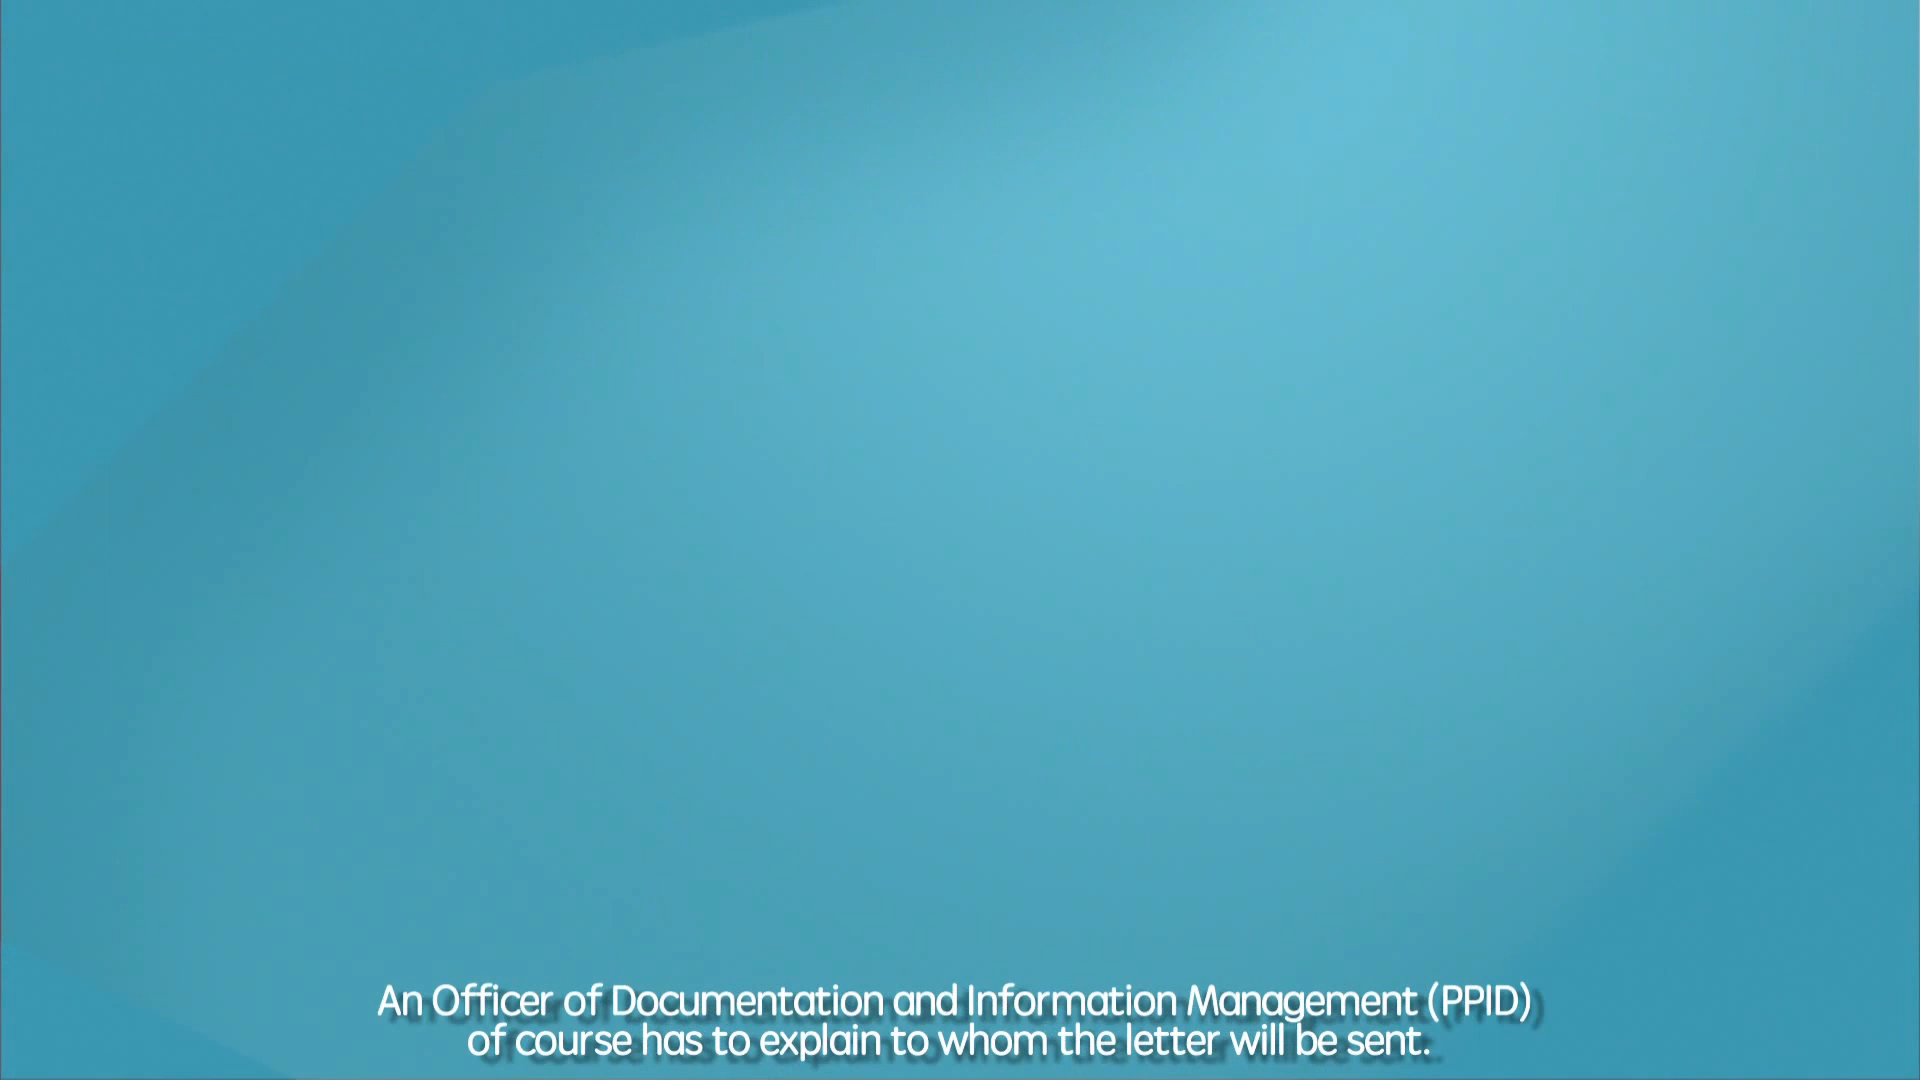 An Officer of Documentation and Information Management (PPID)
of course has to explain to whom the letter will be sent.